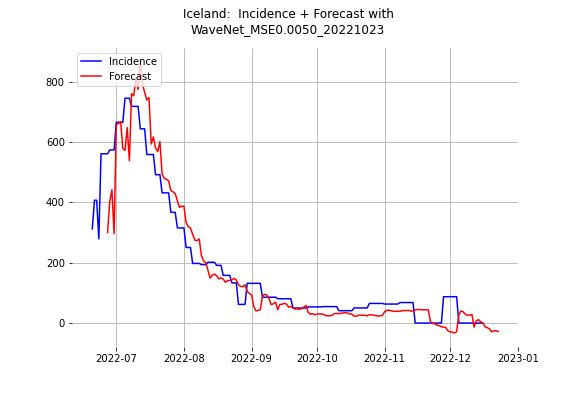 Iceland:  Incidence + Forecast with
WaveNet_MSE0.0050_20221023
Incidence
Forecast
800
600
400
200
0
2022-07 2022-08 2022-09 2022-10 2022-11 2022-12 2023-01